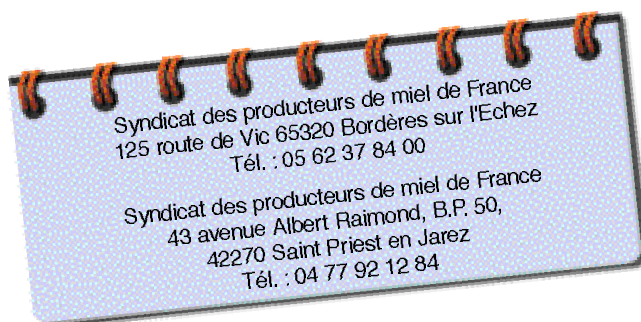 Syndicat des producteurs de miel de France
125 route de Vic 65320 Bordères sur l'Echez
Tél. : 05 62 37 84 00
Syndicat des producteurs de miel de France
43 avenue Albert Raimond, B.P. 50,
42270 Saint Priest en Jarez
Tél. : 04 77 92 12 84